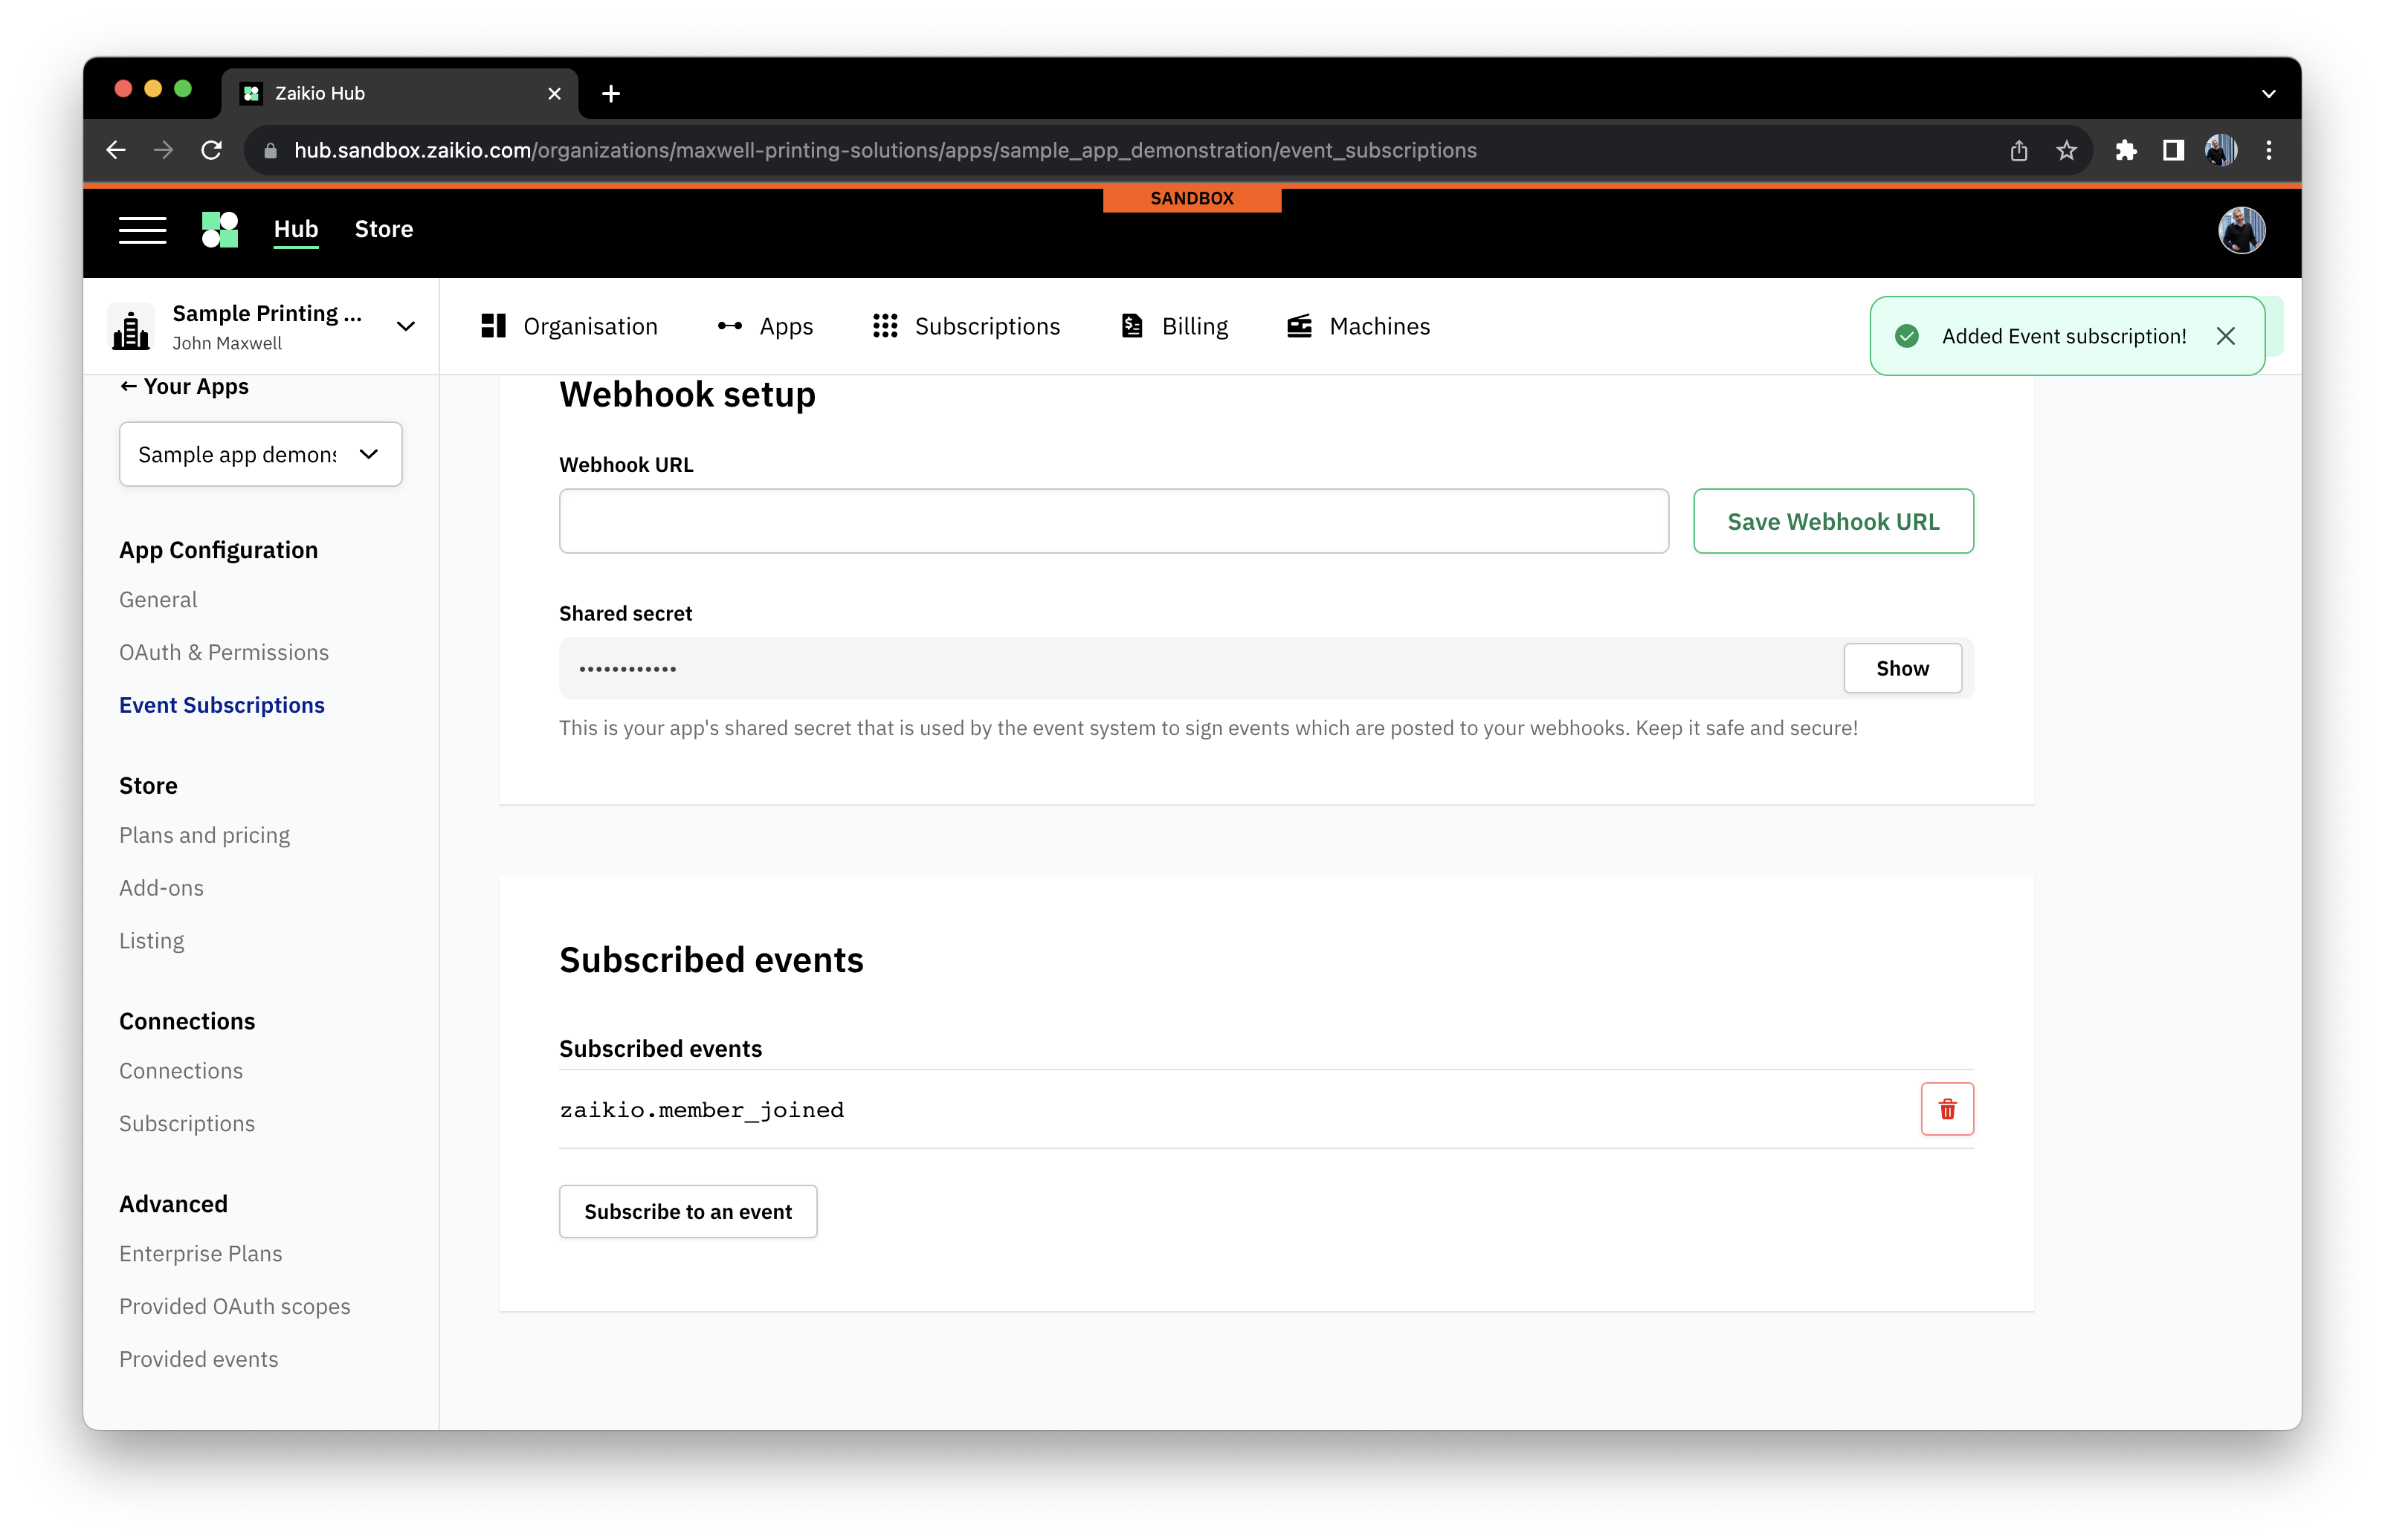 Zaikio Hub
hub.sandbox.zaikio.com/organizations/maxwell-printing-solutions/apps/sample_app_demonstration/event_subscriptions
SANDBOX
Hub
Store
Sample Printing ...
John Maxwell
Organisation
Apps
Subscriptions
Billing
Machines
Added Event subscription!
← Your Apps
Sample app demons
App Configuration
General
OAuth & Permissions
Event Subscriptions
Store
Plans and pricing
Add-ons
Listing
Connections
Connections
Subscriptions
Advanced
Enterprise Plans
Provided OAuth scopes
Provided events
Webhook setup
Webhook URL
Save Webhook URL
Shared secret
••••••••••••
Show
This is your app's shared secret that is used by the event system to sign events which are posted to your webhooks. Keep it safe and secure!
Subscribed events
Subscribed events
zaikio.member_joined
Subscribe to an event